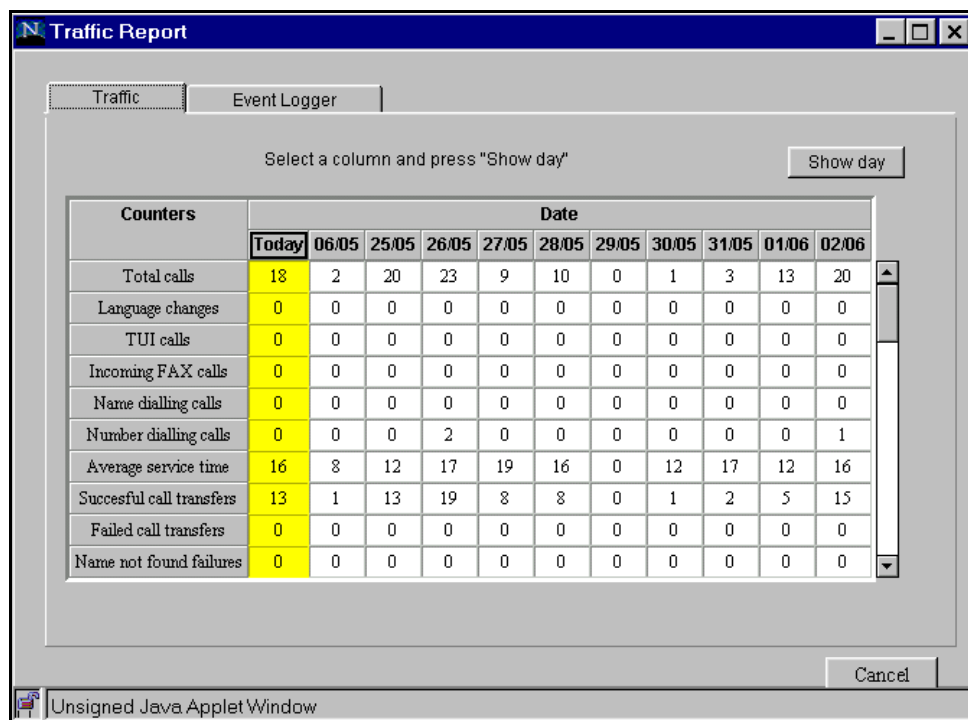 N Traffic Report
Traffic Event Logger
Select a column and press "Show day" Show day
Counters Date
Today 06/05 25/05 26/05 27/05 28/05 29/05 30/05 31/05 01/06 02/06
Total calls 18 2 20 23 9 10 0 1 3 13 20
Language changes 0 0 0 0 0 0 0 0 0 0 0
TUI calls 0 0 0 0 0 0 0 0 0 0 0
Incoming FAX calls 0 0 0 0 0 0 0 0 0 0 0
Name dialling calls 0 0 0 0 0 0 0 0 0 0 0
Number dialling calls 0 0 0 2 0 0 0 0 0 0 1
Average service time 16 8 12 17 19 16 0 12 17 12 16
Succesful call transfers 13 1 13 19 8 8 0 1 2 5 15
Failed call transfers 0 0 0 0 0 0 0 0 0 0 0
Name not found failures 0 0 0 0 0 0 0 0 0 0 0
Cancel
Unsigned Java Applet Window